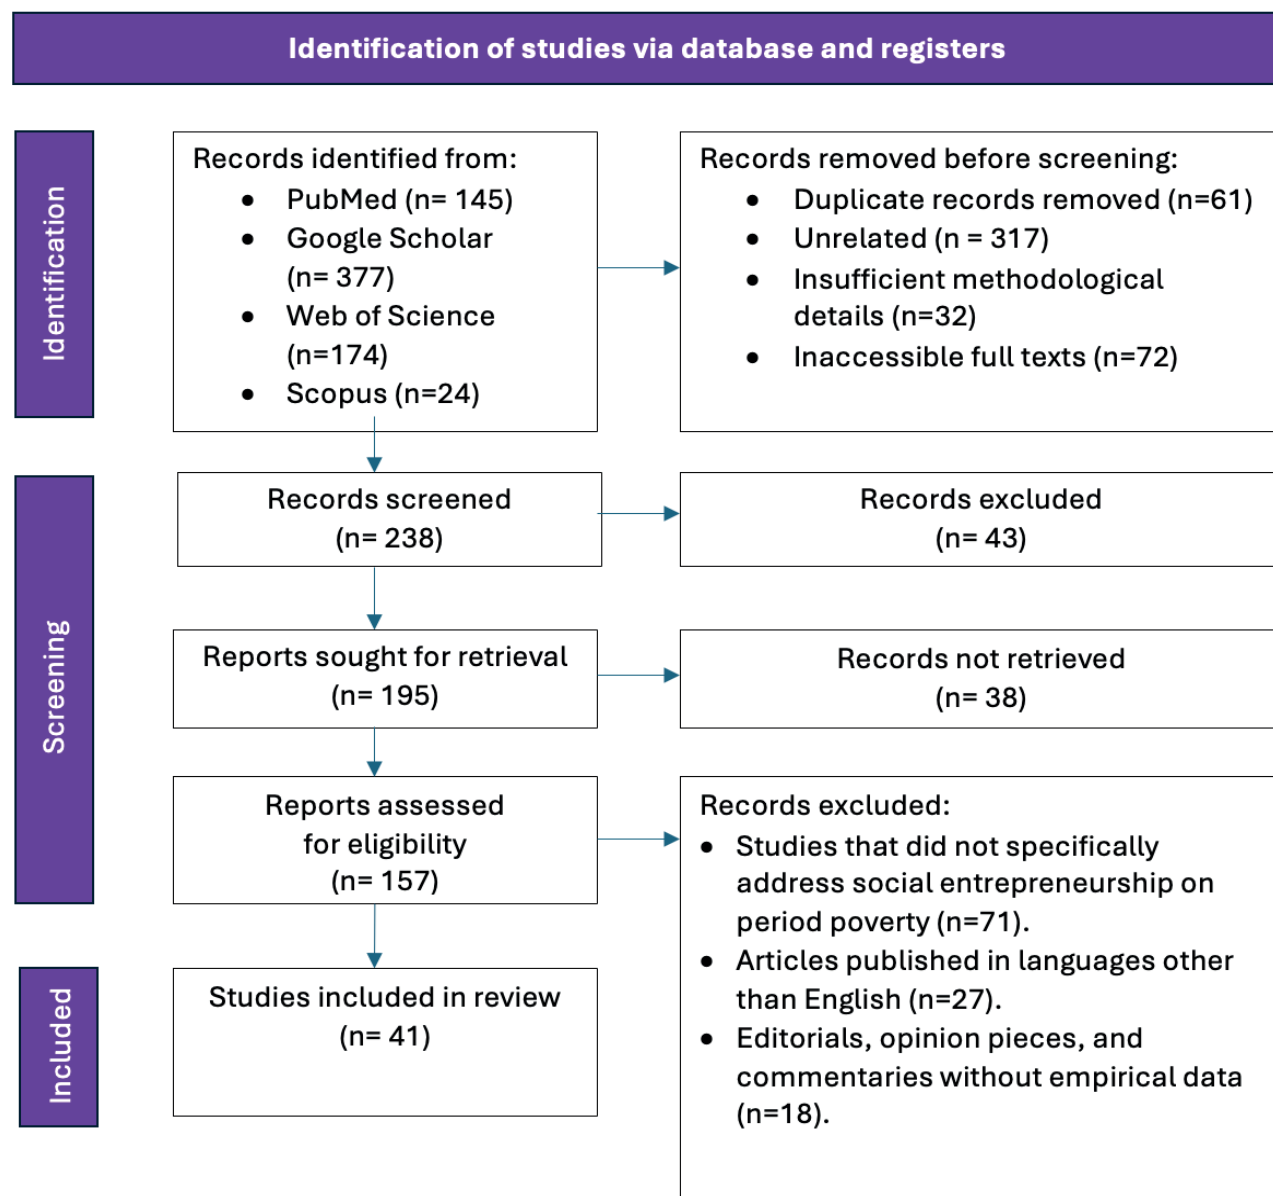 Identification of studies via database and registers
Identification
Records identified from:
• PubMed (n= 145)
• Google Scholar
(n= 377)
• Web of Science
(n=174)
• Scopus (n=24)
Records removed before screening:
• Duplicate records removed (n=61)
• Unrelated (n = 317)
• Insufficient methodological
details (n=32)
• Inaccessible full texts (n=72)
Screening
Records screened
(n= 238)
Records excluded
(n= 43)
Reports sought for retrieval
(n= 195)
Records not retrieved
(n= 38)
Reports assessed
for eligibility
(n= 157)
Records excluded:
• Studies that did not specifically
address social entrepreneurship on
period poverty (n=71).
• Articles published in languages other
than English (n=27).
• Editorials, opinion pieces, and
commentaries without empirical data
(n=18).
Included
Studies included in review
(n= 41)